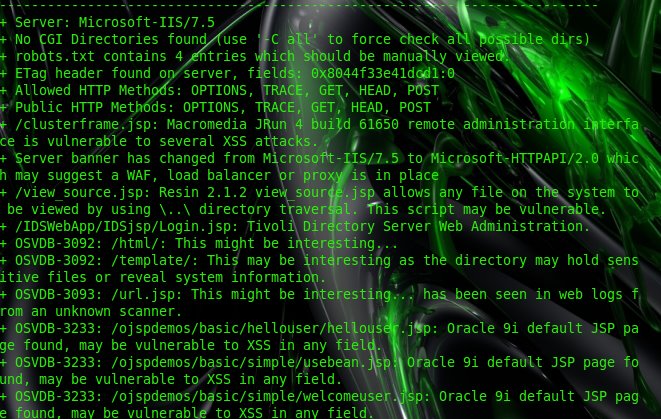 ---------------------------------------------------------------------------
+ Server: Microsoft-IIS/7.5
+ No CGI Directories found (use '-C all' to force check all possible dirs)
+ robots.txt contains 4 entries which should be manually viewed.
+ ETag header found on server, fields: 0x8044f33e41dcd1:0
+ Allowed HTTP Methods: OPTIONS, TRACE, GET, HEAD, POST
+ Public HTTP Methods: OPTIONS, TRACE, GET, HEAD, POST
+ /clusterframe.jsp: Macromedia JRun 4 build 61650 remote administration interfa
ce is vulnerable to several XSS attacks.
+ Server banner has changed from Microsoft-IIS/7.5 to Microsoft-HTTPAPI/2.0 whic
h may suggest a WAF, load balancer or proxy is in place
+ /view_source.jsp: Resin 2.1.2 view_source.jsp allows any file on the system to
 be viewed by using \..\ directory traversal. This script may be vulnerable.
+ /IDSWebApp/IDSjsp/Login.jsp: Tivoli Directory Server Web Administration.
+ OSVDB-3092: /html/: This might be interesting...
+ OSVDB-3092: /template/: This may be interesting as the directory may hold sens
itive files or reveal system information.
+ OSVDB-3093: /url.jsp: This might be interesting... has been seen in web logs f
rom an unknown scanner.
+ OSVDB-3233: /ojspdemos/basic/hellouser/hellouser.jsp: Oracle 9i default JSP pa
ge found, may be vulnerable to XSS in any field.
+ OSVDB-3233: /ojspdemos/basic/simple/usebean.jsp: Oracle 9i default JSP page fo
und, may be vulnerable to XSS in any field.
+ OSVDB-3233: /ojspdemos/basic/simple/welcomeuser.jsp: Oracle 9i default JSP pag
e found, may be vulnerable to XSS in any field.